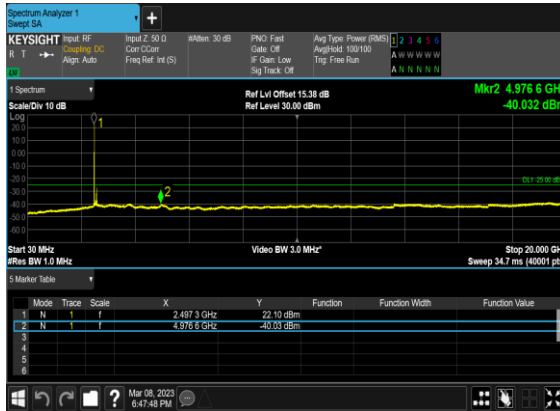 Spectrum Analyzer 1
Swept SA
+
KEYSIGHT
R T
Input: RF
Coupling: DC
Align: Auto
Input Z: 50 Ω
Corr CCorr
Freq Ref: Int (S)
#Atten: 30 dB
PNO: Fast
Gate: Off
IF Gain: Low
Sig Track: Off
Avg Type: Power (RMS)
Avg|Hold: 100/100
Trig: Free Run
1 2 3 4 5 6
A W W W W W
A N N N N N
1 Spectrum
Scale/Div 10 dB
Log
Ref Lvl Offset 15.38 dB
Ref Level 30.00 dBm
Mkr2 4.976 6 GH
-40.032 dBm
20.0
10.0
0.00
-10.0
-20.0
-30.0
-40.0
-50.0
-60.0
1
2
DL1 -25.00 dB
Start 30 MHz
#Res BW 1.0 MHz
Video BW 3.0 MHz*
Stop 20.000 GH
Sweep 34.7 ms (40001 pts
5 Marker Table
Mode Trace Scale X Y Function Function Width Function Value
1 N 1 f 2.497 3 GHz 22.10 dBm
2 N 1 f 4.976 6 GHz -40.03 dBm
3
4
5
6
?
Mar 08, 2023
6:47:48 PM